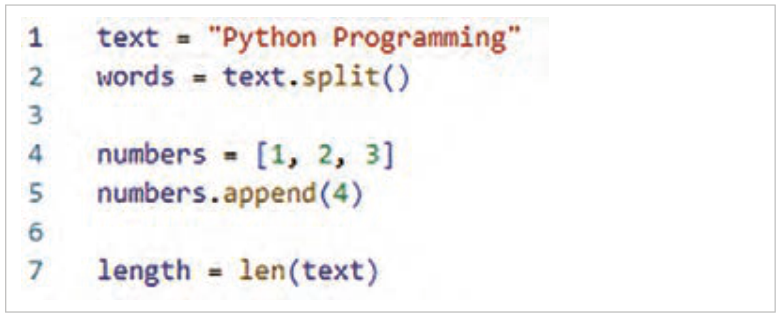 1 text = "Python Programming"
2 words = text.split()
3
4 numbers = [1, 2, 3]
5 numbers.append(4)
6
7 length = len(text)